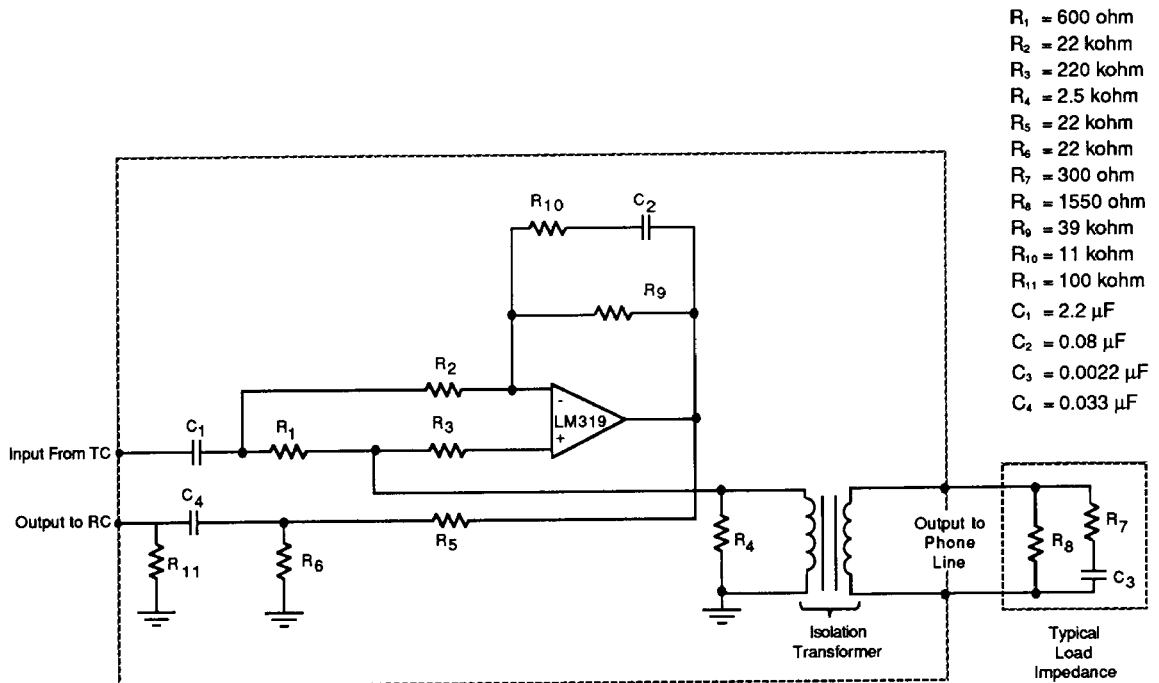 R₁ = 600 ohm
R₂ = 22 kohm
R₃ = 220 kohm
R₄ = 2.5 kohm
R₅ = 22 kohm
R₆ = 22 kohm
R₇ = 300 ohm
R₈ = 1550 ohm
R₉ = 39 kohm
R₁₀ = 11 kohm
R₁₁ = 100 kohm
C₁ = 2.2 µF
C₂ = 0.08 µF
C₃ = 0.0022 µF
C₄ = 0.033 µF
R₁₀
C₂
R₉
R₂
-
LM319
+
C₁
R₁
R₃
Input From TC
C₄
Output to RC
R₅
R₁₁
R₆
R₄
Output to
Phone
Line
R₈
R₇
C₃
Isolation
Transformer
Typical
Load
Impedance